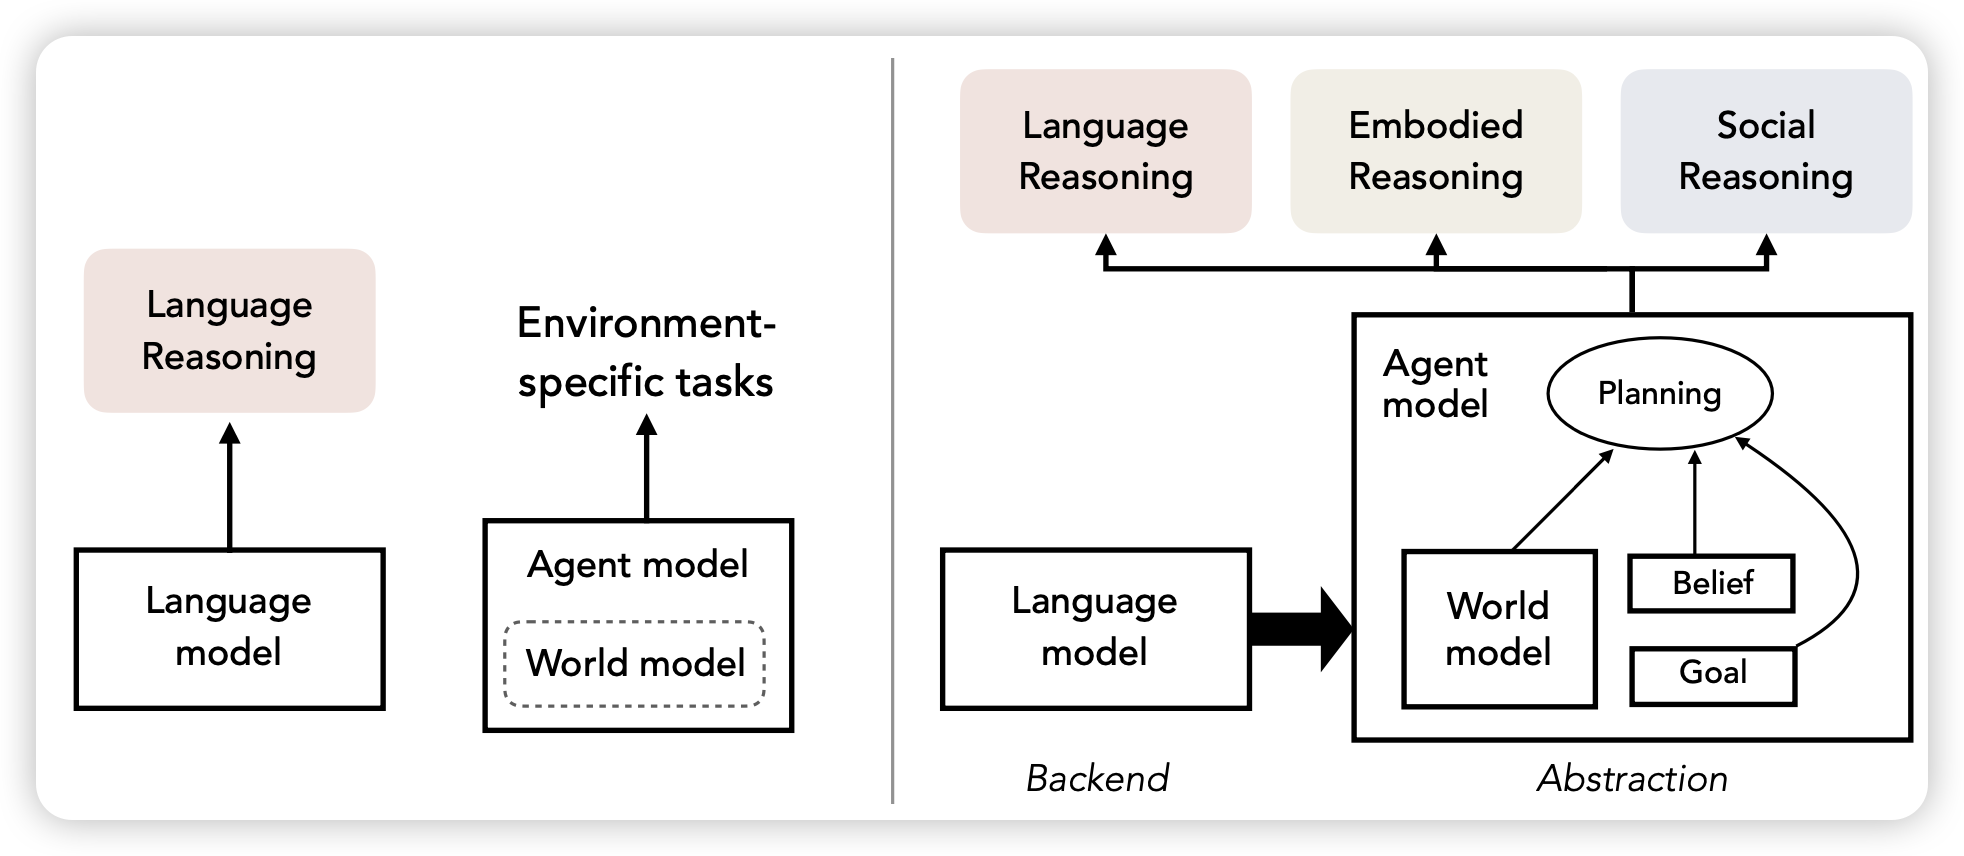 Language
Reasoning
Environment-
specific tasks
Language
model
Agent model
World model
Language
Reasoning
Embodied
Reasoning
Social
Reasoning
Agent
model
Planning
Language
model
World
model
Belief
Goal
Backend
Abstraction